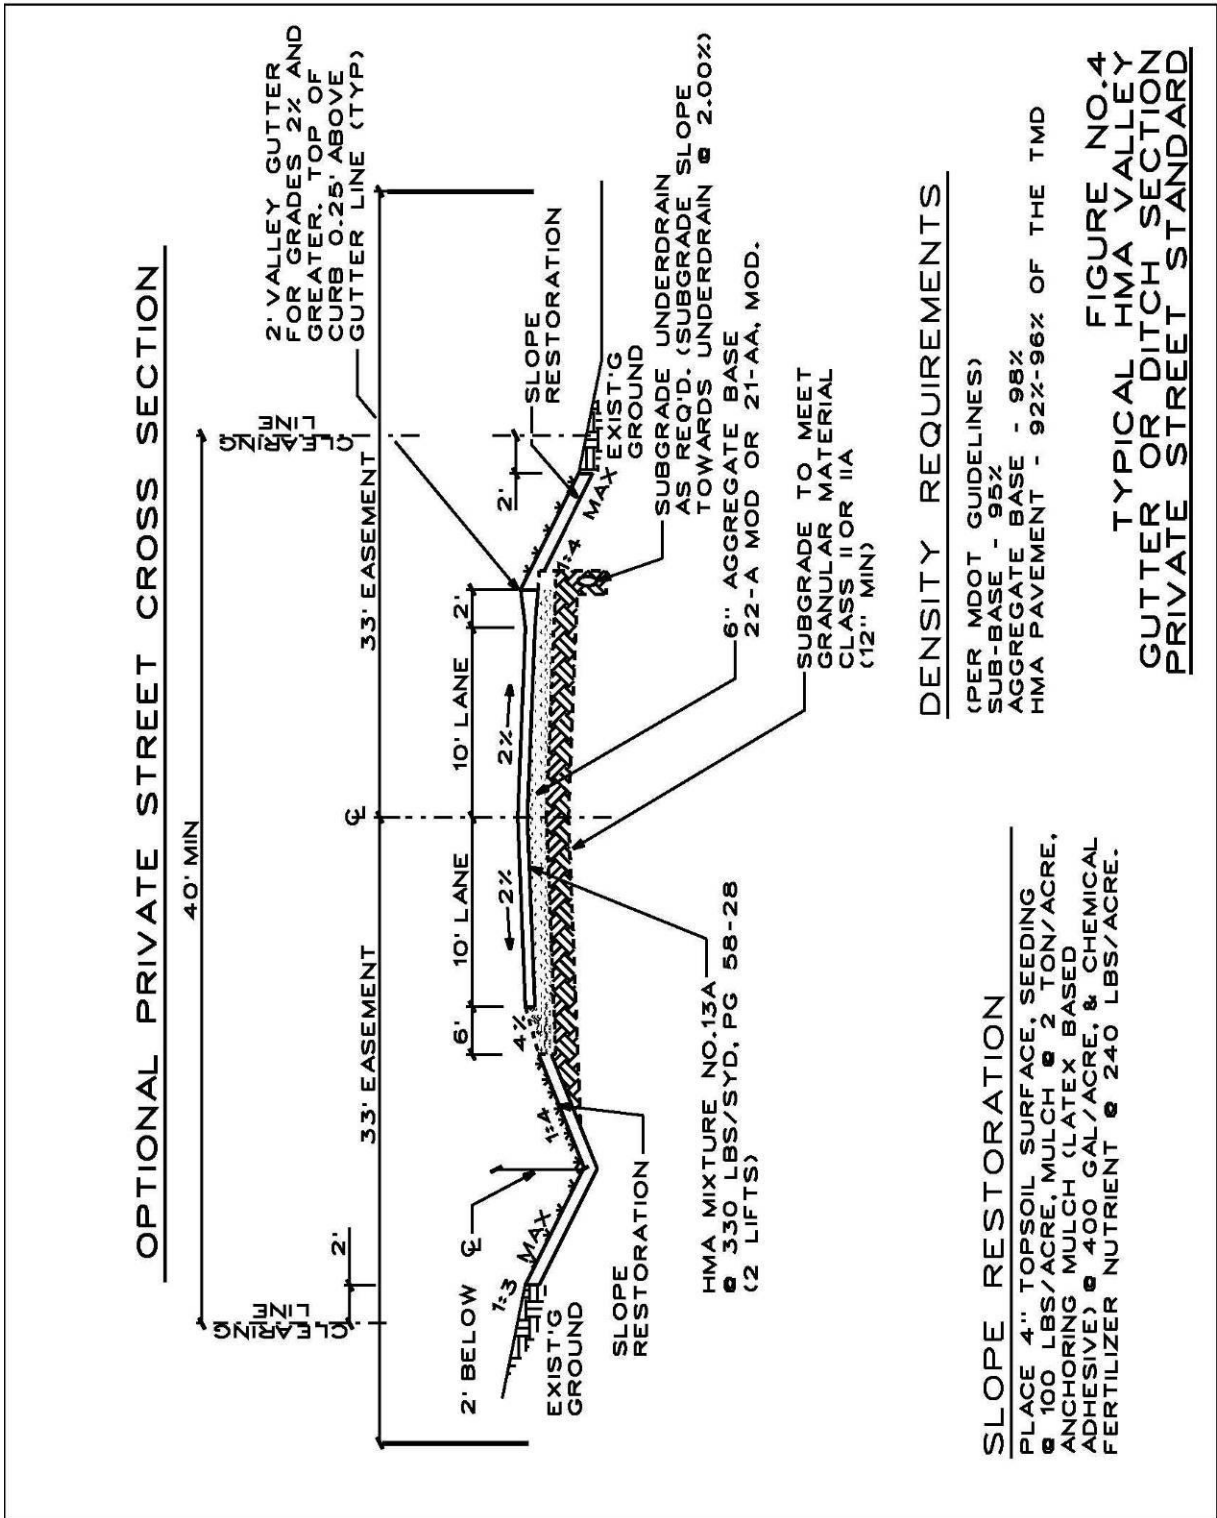 OPTIONAL PRIVATE STREET CROSS SECTION
40' MIN
CLEARING
LINE
CLEARING
LINE
2'
33' EASEMENT
℄
33' EASEMENT
2' VALLEY GUTTER
FOR GRADES 2% AND
GREATER. TOP OF
CURB 0.25' ABOVE
GUTTER LINE (TYP)
6'
10' LANE
10' LANE
2'
2'
2' BELOW ℄
1:3 MAX
1:4
4%
2%
2%
1:4 MAX
SLOPE
RESTORATION
EXIST'G
GROUND
EXIST'G
GROUND
SLOPE
RESTORATION
SUBGRADE UNDERDRAIN
AS REQ'D. (SUBGRADE SLOPE
TOWARDS UNDERDRAIN @ 2.00%)
HMA MIXTURE NO.13A
@ 330 LBS/SYD, PG 58-28
(2 LIFTS)
6" AGGREGATE BASE
22-A MOD OR 21-AA, MOD.
SUBGRADE TO MEET
GRANULAR MATERIAL
CLASS II OR IIA
(12" MIN)
SLOPE RESTORATION
PLACE 4" TOPSOIL SURFACE, SEEDING
@ 100 LBS/ACRE, MULCH @ 2 TON/ACRE,
ANCHORING MULCH (LATEX BASED
ADHESIVE) @ 400 GAL/ACRE, & CHEMICAL
FERTILIZER NUTRIENT @ 240 LBS/ACRE.
DENSITY REQUIREMENTS
(PER MDOT GUIDELINES)
SUB-BASE - 95%
AGGREGATE BASE - 98%
HMA PAVEMENT - 92%-96% OF THE TMD
FIGURE NO.4
TYPICAL HMA VALLEY
GUTTER OR DITCH SECTION
PRIVATE STREET STANDARD